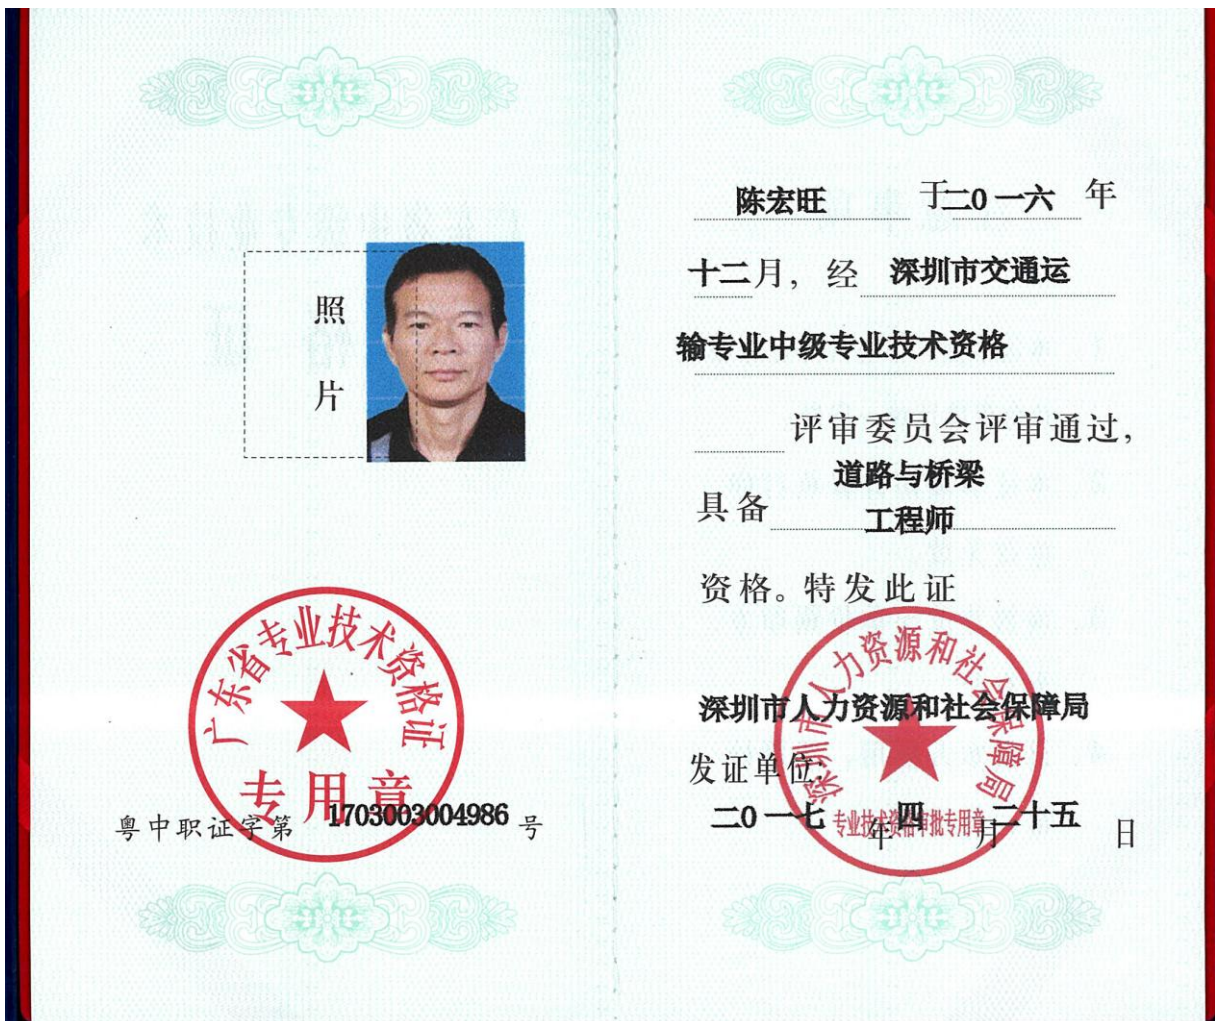 照
片
广东省专业技术资格证
专用章
粤中职证字第 1703003004986 号
陈宏旺 于二0一六 年
十二月, 经 深圳市交通运
输专业中级专业技术资格
评审委员会评审通过,
道路与桥梁
具备 工程师
资格。特发此证
深圳市人力资源和社会保障局
深圳市人力资源和社会保障局
发证单位:
二0一七 年 四 月 二十五 日
专业技术资格审批专用章